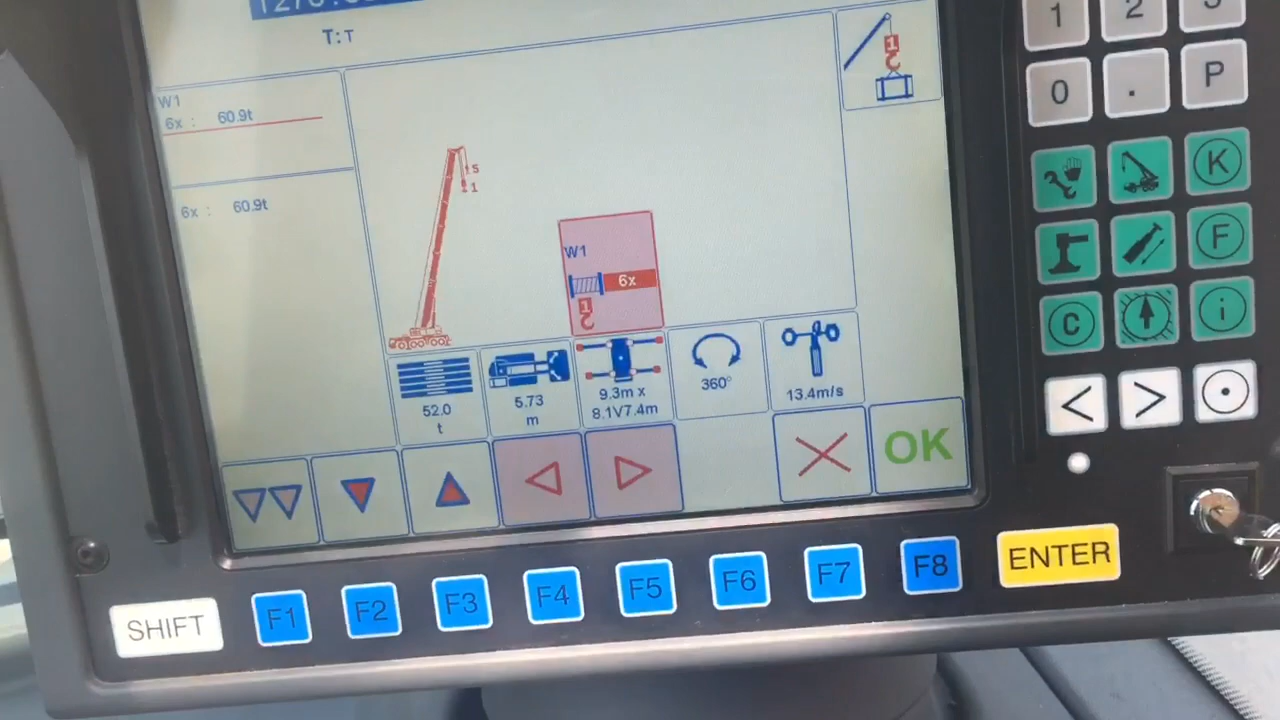 T: T
W1
6x : 60.9t
6x : 60.9t
S
1
1
W1
6x
1
52.0
t
5.73
m
9.3m x
8.1V7.4m
360°
13.4m/s
OK
1
2
0
.
P
K
F
C
i
<
>
SHIFT
F1
F2
F3
F4
F5
F6
F7
F8
ENTER